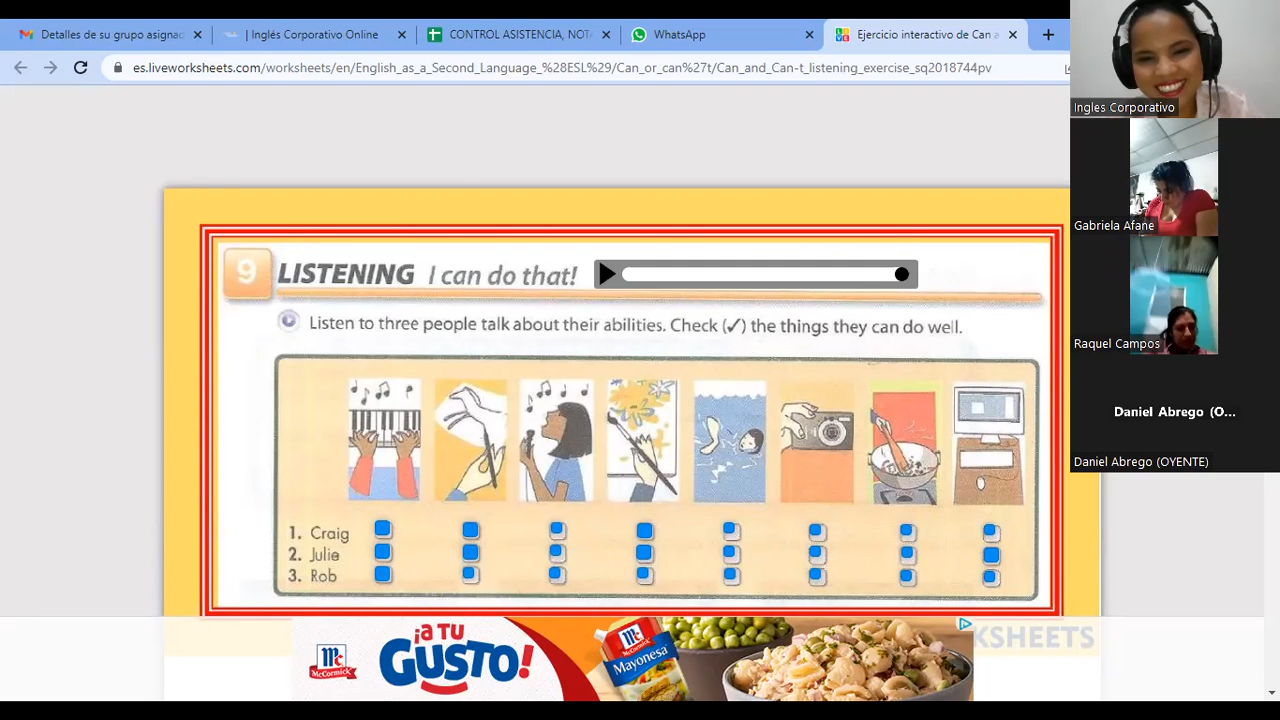 Detalles de su grupo asignac
| Inglés Corporativo Online
CONTROL ASISTENCIA, NOTA
WhatsApp
Ejercicio interactivo de Can a
es.liveworksheets.com/worksheets/en/English_as_a_Second_Language_%28ESL%29/Can_or_can%27t/Can_and_Can-t_listening_exercise_sq2018744pv
Ingles Corporativo
Gabriela Afane
Raquel Campos
Daniel Abrego (O...
Daniel Abrego (OYENTE)
9 LISTENING I can do that!
Listen to three people talk about their abilities. Check (✓) the things they can do well.
1. Craig
2. Julie
3. Rob
McCormick
¡a TU
GUSTO!
McCormick
Mayonesa
KSHEETS